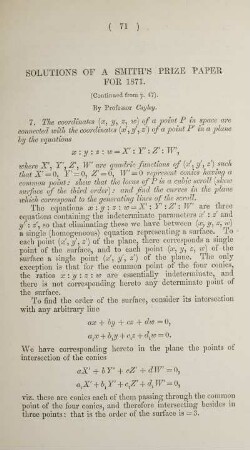 ( 71 )
SOLUTIONS OF A SMITH'S PRIZE PAPER
FOR 1871.
(Continued from p. 47).
By Professor Cayley.
7. The coordinates (x, y, z, w) of a point P in space are
connected with the coordinates (x', y', z') of a point P' in a plane
by the equations
x : y : z : w = X' : Y' : Z' : W',
where X', Y', Z', W' are quadric functions of (x', y', z') such
that X'=0, Y'=0, Z'=0, W'=0 represent conics having a
common point: shew that the locus of P is a cubic scroll (skew
surface of the third order): and find the curves in the plane
which correspond to the generating lines of the scroll.
The equations x : y : z : w = X' : Y' : Z' : W' are three
equations containing the indeterminate parameters x' : z' and
y' : z', so that eliminating these we have between (x, y, z, w)
a single (homogeneous) equation representing a surface. To
each point (x', y', z') of the plane, there corresponds a single
point of the surface, and to each point (x, y, z, w) of the
surface a single point (x', y', z') of the plane. The only
exception is that for the common point of the four conics,
the ratios x : y : z : w are essentially indeterminate, and
there is not corresponding hereto any determinate point of
the surface.
To find the order of the surface, consider its intersection
with any arbitrary line
ax + by + cz + dw = 0,
a₁x + b₁y + c₁z + d₁w = 0,
We have corresponding hereto in the plane the points of
intersection of the conics
aX' + bY' + cZ' + dW' = 0,
a₁X' + b₁Y' + c₁Z' + d₁W' = 0,
viz. these are conics each of them passing through the common
point of the four conics, and therefore intersecting besides in
three points: that is the order of the surface is = 3.